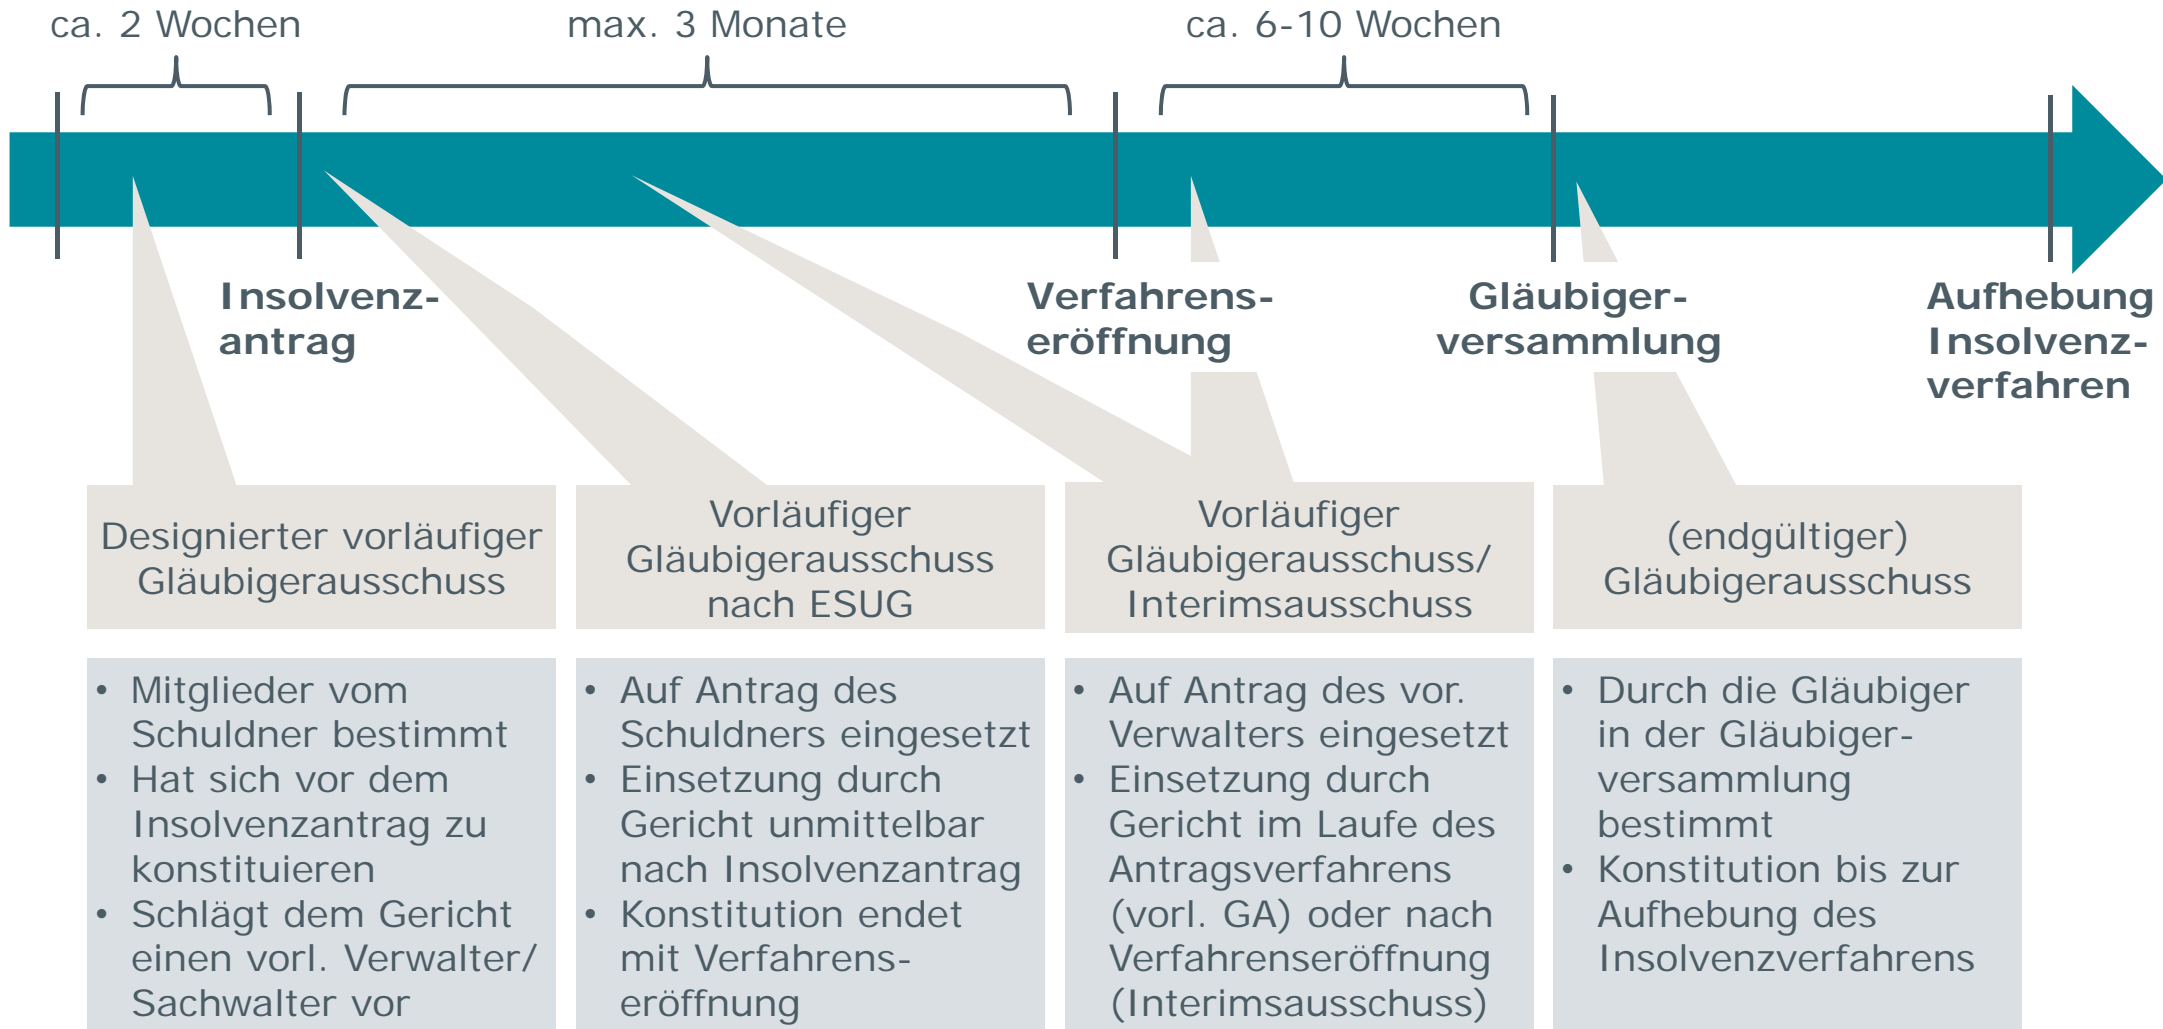 ca. 2 Wochen
max. 3 Monate
ca. 6-10 Wochen
Insolvenz-
antrag
Verfahrens-
eröffnung
Gläubiger-
versammlung
Aufhebung
Insolvenz-
verfahren
Designierter vorläufiger
Gläubigerausschuss
Vorläufiger
Gläubigerausschuss
nach ESUG
Vorläufiger
Gläubigerausschuss/
Interimsausschuss
(endgültiger)
Gläubigerausschuss
• Mitglieder vom
Schuldner bestimmt
• Hat sich vor dem
Insolvenzantrag zu
konstituieren
• Schlägt dem Gericht
einen vorl. Verwalter/
Sachwalter vor
• Auf Antrag des
Schuldners eingesetzt
• Einsetzung durch
Gericht unmittelbar
nach Insolvenzantrag
• Konstitution endet
mit Verfahrens-
eröffnung
• Auf Antrag des vor.
Verwalters eingesetzt
• Einsetzung durch
Gericht im Laufe des
Antragsverfahrens
(vorl. GA) oder nach
Verfahrenseröffnung
(Interimsausschuss)
• Durch die Gläubiger
in der Gläubiger-
versammlung
bestimmt
• Konstitution bis zur
Aufhebung des
Insolvenzverfahrens